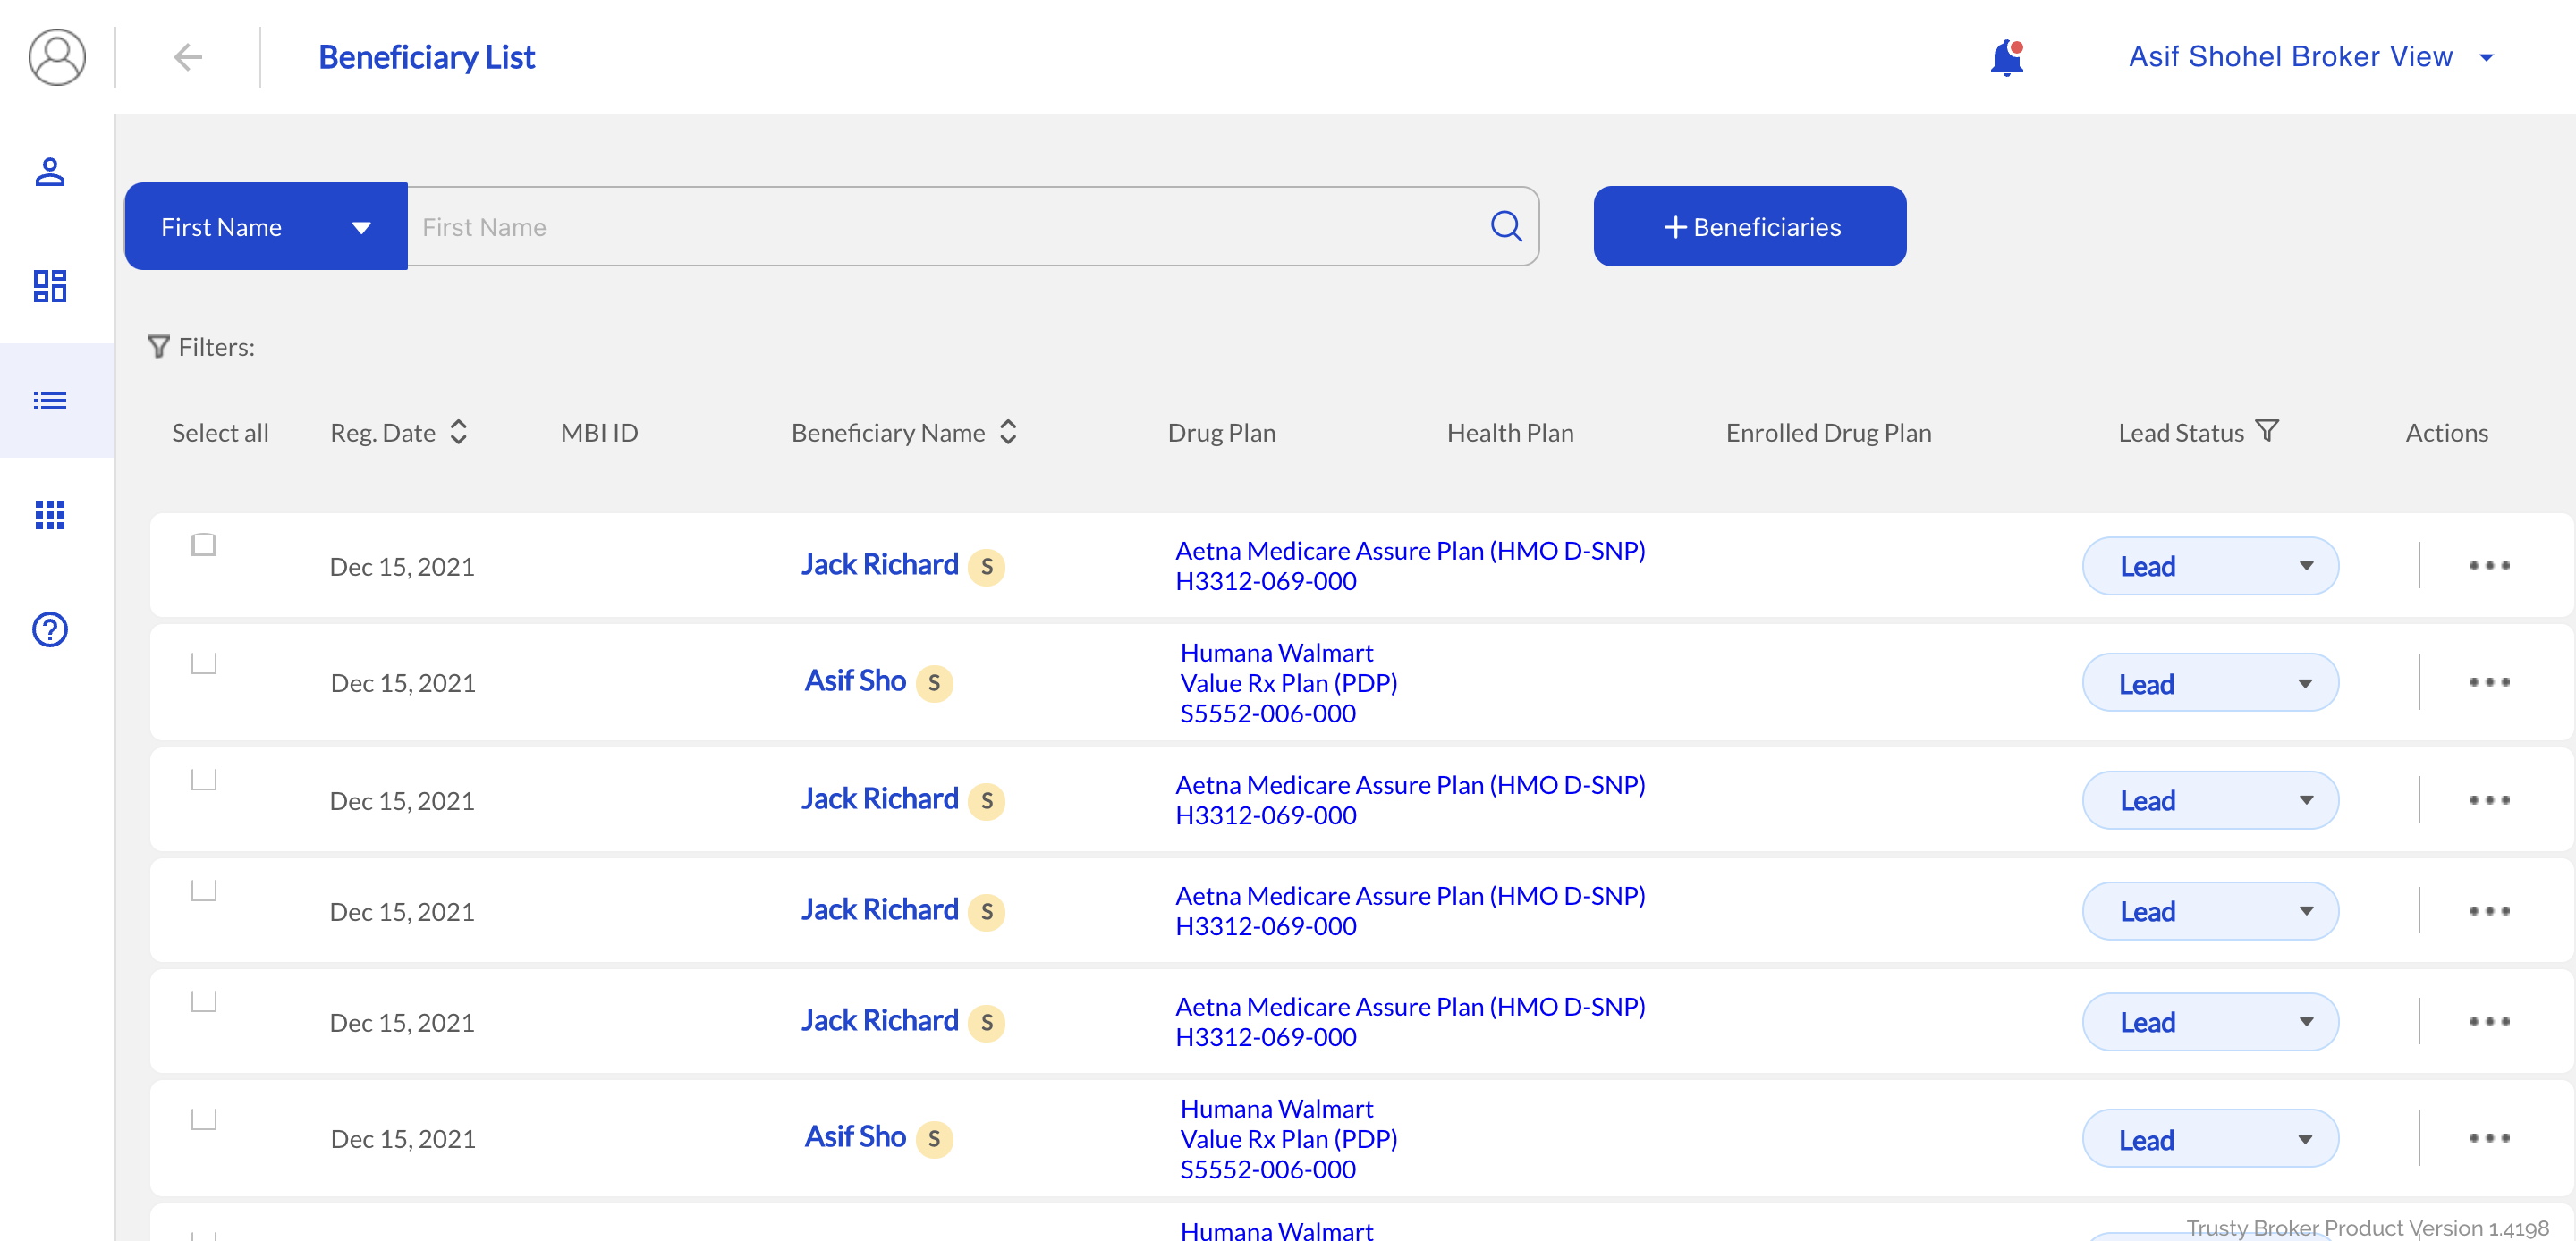 Beneficiary List
Asif Shohel Broker View
First Name
First Name
+ Beneficiaries
Filters:
Select all Reg. Date MBI ID Beneficiary Name Drug Plan Health Plan Enrolled Drug Plan Lead Status Actions
Dec 15, 2021 Jack Richard S Aetna Medicare Assure Plan (HMO D-SNP) Lead
H3312-069-000
Humana Walmart
Dec 15, 2021 Asif Sho S Value Rx Plan (PDP) Lead
S5552-006-000
Dec 15, 2021 Jack Richard S Aetna Medicare Assure Plan (HMO D-SNP) Lead
H3312-069-000
Dec 15, 2021 Jack Richard S Aetna Medicare Assure Plan (HMO D-SNP) Lead
H3312-069-000
Dec 15, 2021 Jack Richard S Aetna Medicare Assure Plan (HMO D-SNP) Lead
H3312-069-000
Humana Walmart
Dec 15, 2021 Asif Sho S Value Rx Plan (PDP) Lead
S5552-006-000
Humana Walmart
Trusty Broker Product Version 1.4198